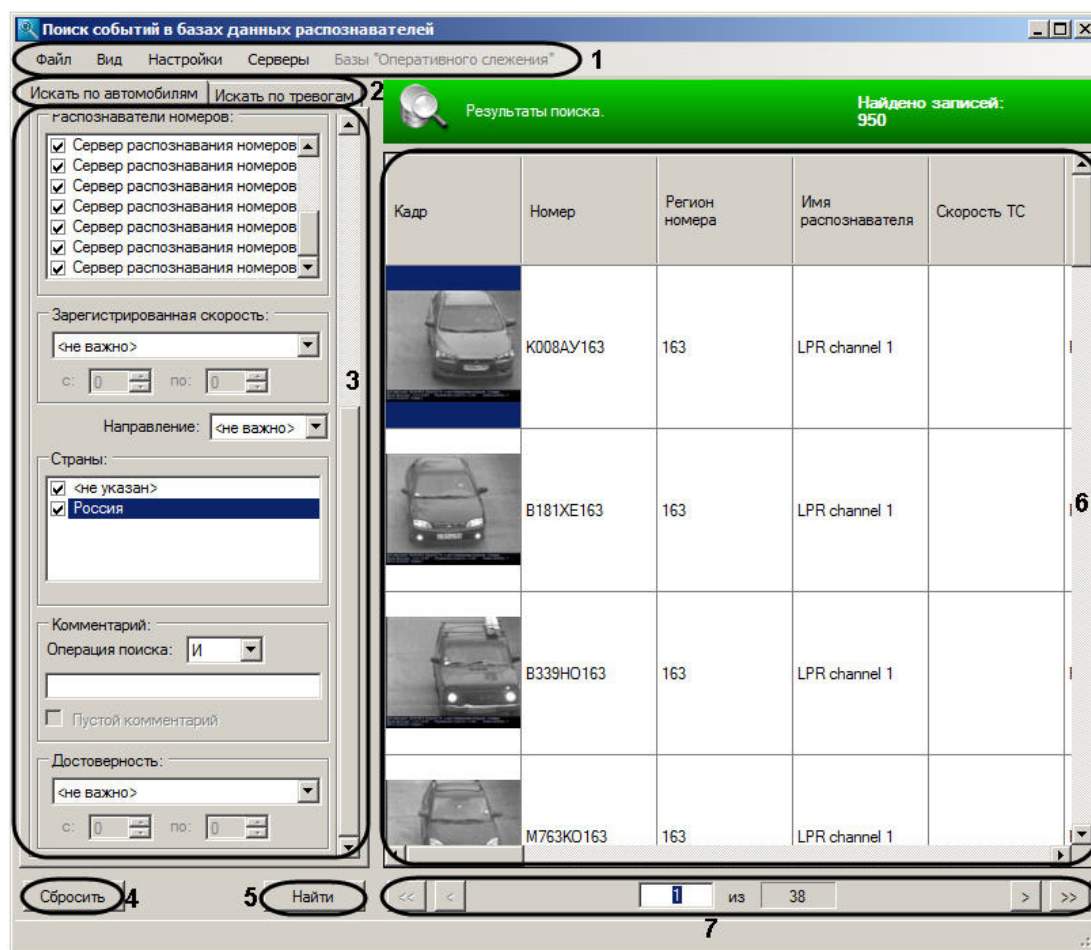 Поиск событий в базах данных распознавателей
Файл Вид Настройки Серверы Базы "Оперативного слежения" 1
Искать по автомобилям Искать по тревогам 2
Результаты поиска.
Найдено записей:
950
Распознаватели номеров:
Сервер распознавания номеров
Сервер распознавания номеров
Сервер распознавания номеров
Сервер распознавания номеров
Сервер распознавания номеров
Сервер распознавания номеров
Сервер распознавания номеров
Зарегистрированная скорость:
<не важно>
с: 0 по: 0
3
Направление: <не важно>
Страны:
<не указан>
Россия
Комментарий:
Операция поиска: И
Пустой комментарий
Достоверность:
<не важно>
с: 0 по: 0
Кадр Номер Регион номера Имя распознавателя Скорость ТС
К008АУ163 163 LPR channel 1
В181ХЕ163 163 LPR channel 1
6
В339НО163 163 LPR channel 1
М763КО163 163 LPR channel 1
Сбросить 4 5 Найти
<< < 1 из 38 > >>
7